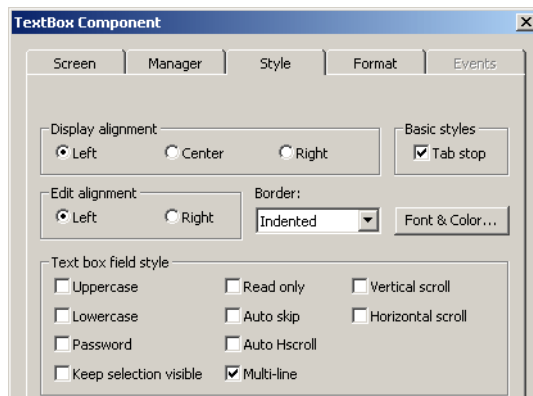 TextBox Component
Screen Manager Style Format Events
Display alignment Basic styles
Left Center Right Tab stop
Edit alignment Border:
Left Right Indented Font & Color...
Text box field style
Uppercase Read only Vertical scroll
Lowercase Auto skip Horizontal scroll
Password Auto Hscroll
Keep selection visible Multi-line